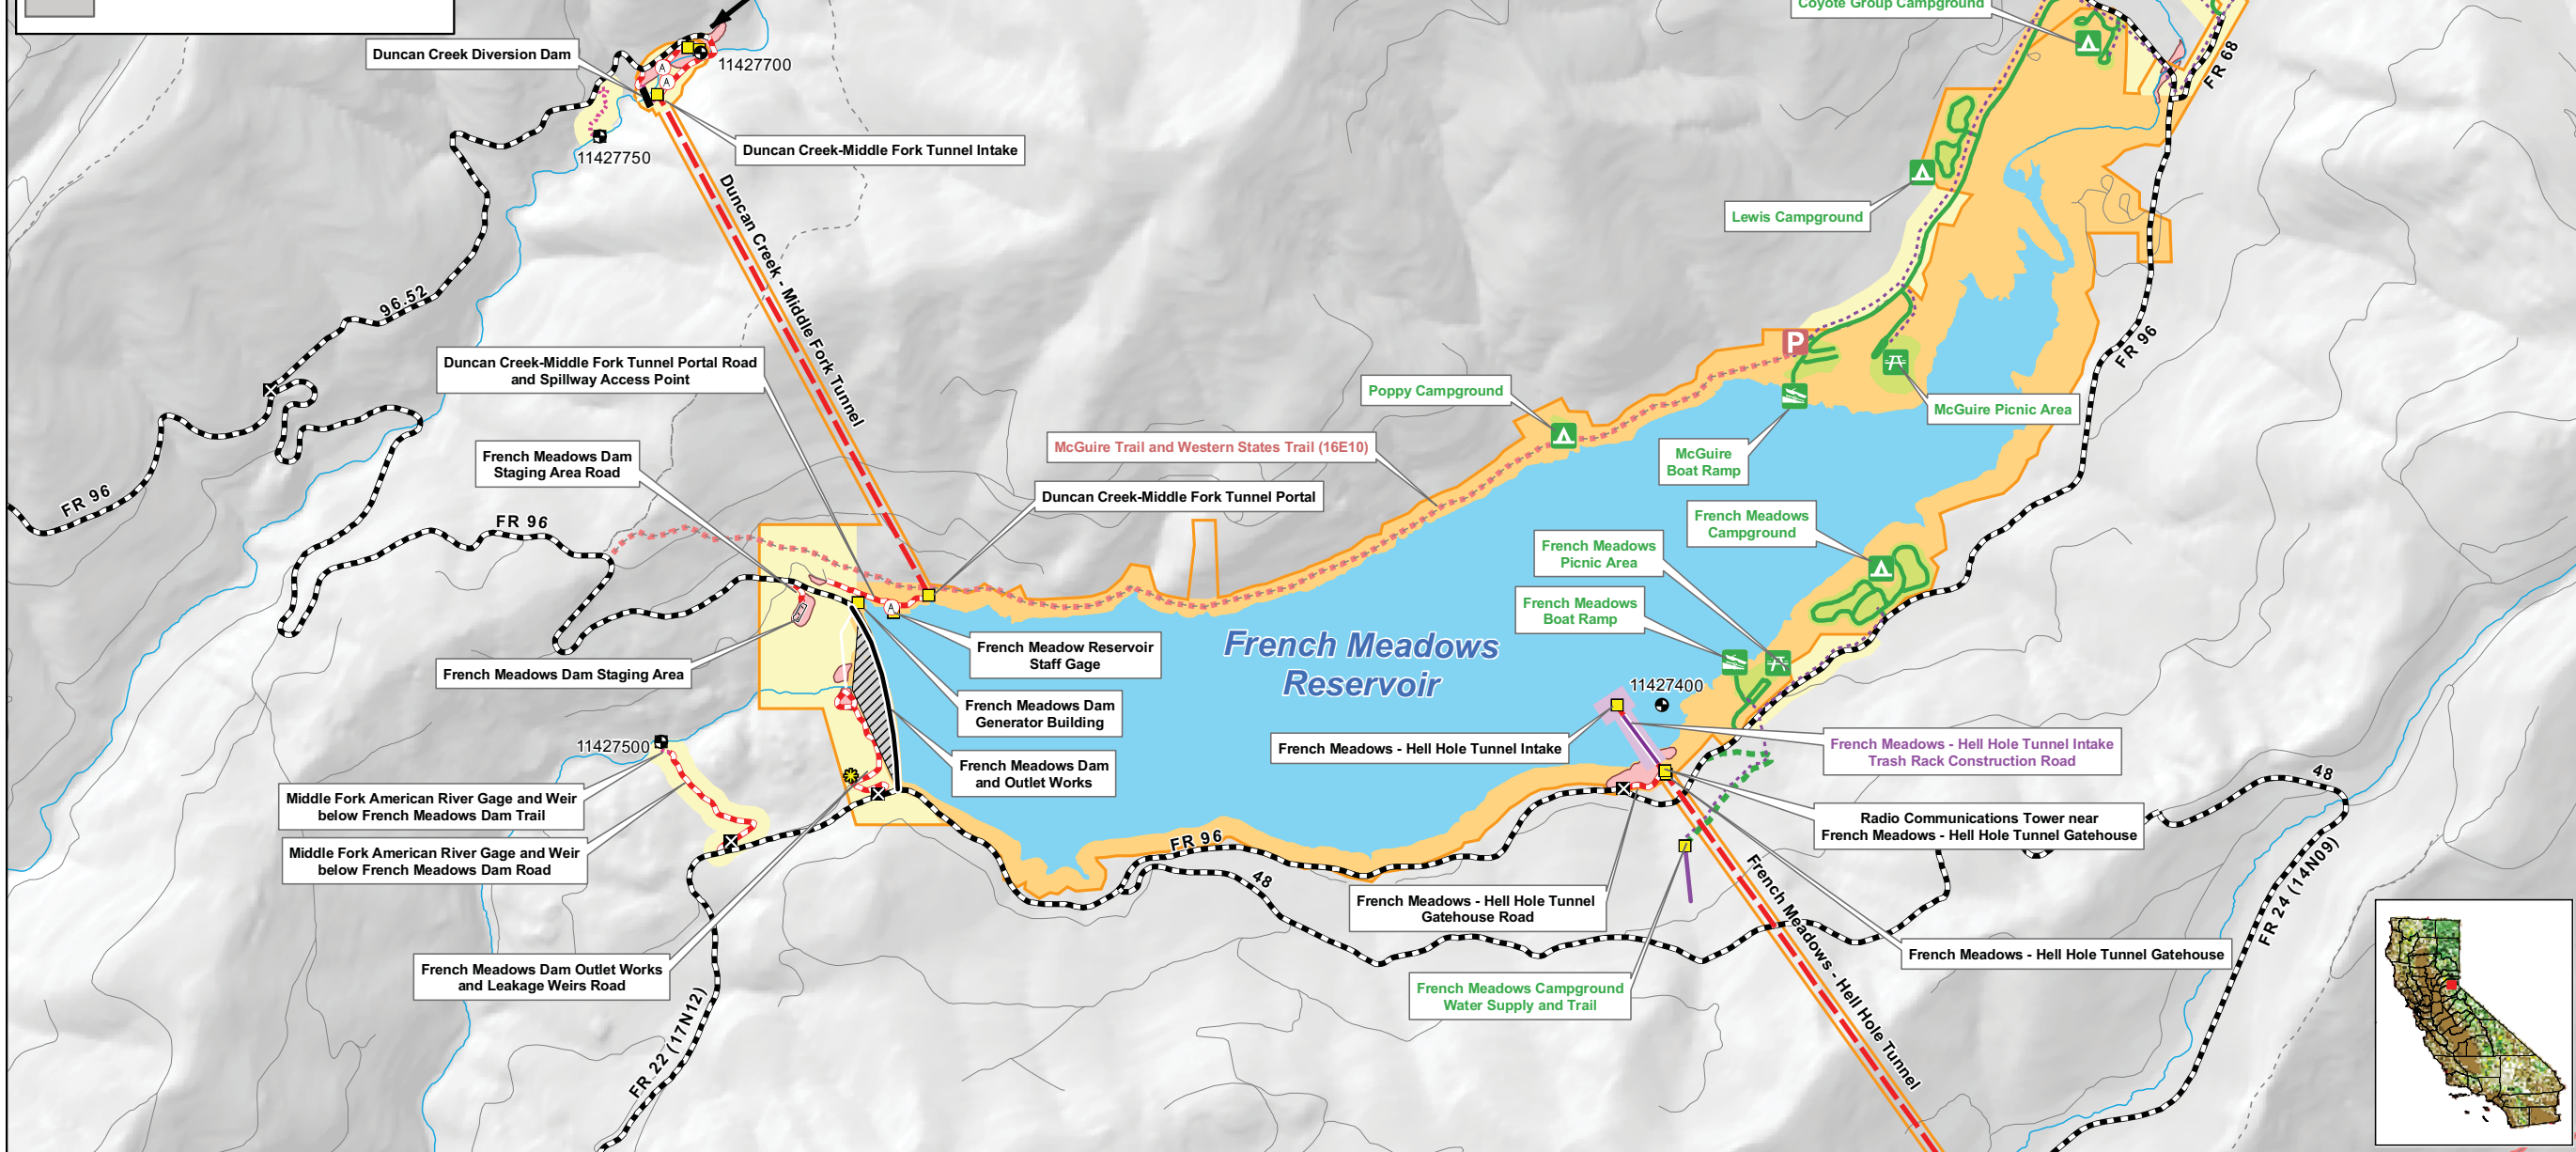 Coyote Group Campground
FR 68
Duncan Creek Diversion Dam
11427700
Duncan Creek-Middle Fork Tunnel Intake
11427750
Lewis Campground
Duncan Creek - Middle Fork Tunnel
96.52
FR 96
Duncan Creek-Middle Fork Tunnel Portal Road
and Spillway Access Point
P
Poppy Campground
McGuire Picnic Area
McGuire Trail and Western States Trail (16E10)
McGuire
Boat Ramp
French Meadows Dam
Staging Area Road
FR 96
Duncan Creek-Middle Fork Tunnel Portal
French Meadows
Campground
FR 96
French Meadows
Picnic Area
French Meadows
Boat Ramp
A
A
A
French Meadow Reservoir
Staff Gage
French Meadows
Reservoir
French Meadows Dam Staging Area
11427400
French Meadows Dam
Generator Building
11427500
French Meadows - Hell Hole Tunnel Intake
French Meadows - Hell Hole Tunnel Intake
Trash Rack Construction Road
French Meadows Dam
and Outlet Works
48
Middle Fork American River Gage and Weir
below French Meadows Dam Trail
Radio Communications Tower near
French Meadows - Hell Hole Tunnel Gatehouse
FR 96
Middle Fork American River Gage and Weir
below French Meadows Dam Road
48
French Meadows - Hell Hole Tunnel
Gatehouse Road
FR 24 (14N09)
French Meadows - Hell Hole Tunnel
French Meadows - Hell Hole Tunnel Gatehouse
French Meadows Dam Outlet Works
and Leakage Weirs Road
French Meadows Campground
Water Supply and Trail
FR 22 (17N12)